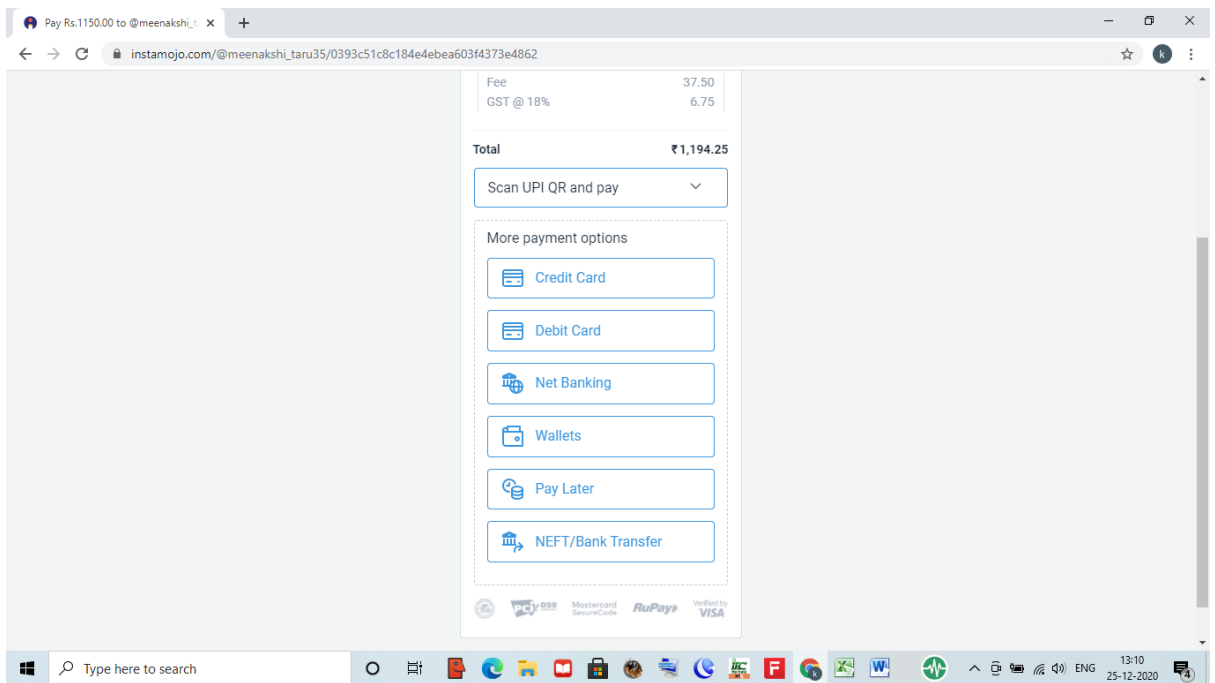 Pay Rs.1150.00 to @meenakshi_t
instamojo.com/@meenakshi_taru35/0393c51c8c184e4ebea603f4373e4862
k
Fee 37.50
GST @ 18% 6.75
Total ₹1,194.25
Scan UPI QR and pay
More payment options
Credit Card
Debit Card
Net Banking
Wallets
Pay Later
NEFT/Bank Transfer
PCI DSS
Mastercard SecureCode
RuPay
Verified by VISA
Type here to search
ENG
13:10
25-12-2020
4